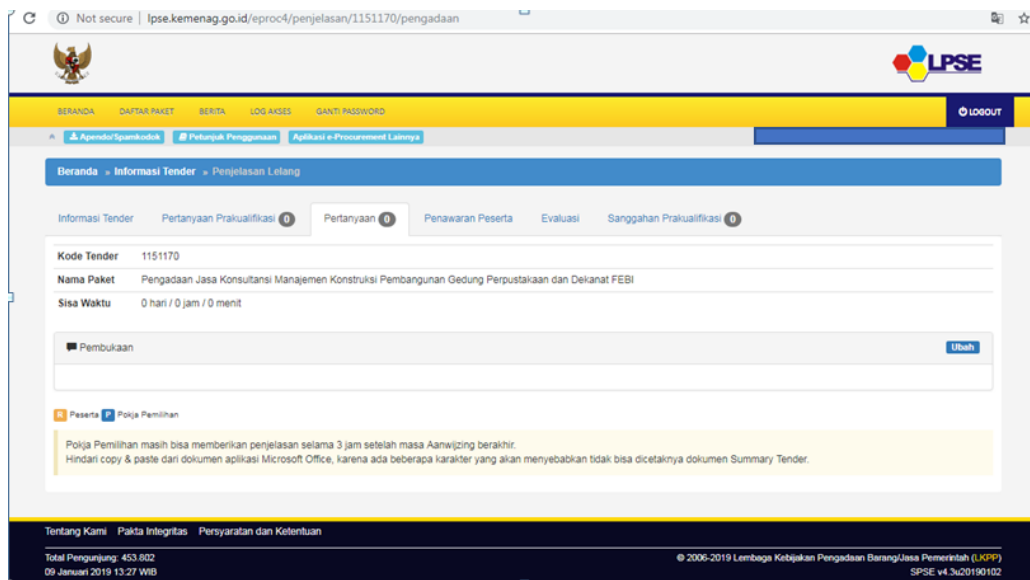 Not secure | lpse.kemenag.go.id/eproc4/penjelasan/1151170/pengadaan
LPSE
BERANDA DAFTAR PAKET BERITA LOG AKSES GANTI PASSWORD LOGOUT
Apendo/Spamkodok Petunjuk Penggunaan Aplikasi e-Procurement Lainnya
Beranda » Informasi Tender » Penjelasan Lelang
Informasi Tender Pertanyaan Prakualifikasi 0 Pertanyaan 0 Penawaran Peserta Evaluasi Sanggahan Prakualifikasi 0
Kode Tender 1151170
Nama Paket Pengadaan Jasa Konsultansi Manajemen Konstruksi Pembangunan Gedung Perpustakaan dan Dekanat FEBI
Sisa Waktu 0 hari / 0 jam / 0 menit
Pembukaan Ubah
R Peserta P Pokja Pemilihan
Pokja Pemilihan masih bisa memberikan penjelasan selama 3 jam setelah masa Aanwijzing berakhir.
Hindari copy & paste dari dokumen aplikasi Microsoft Office, karena ada beberapa karakter yang akan menyebabkan tidak bisa dicetaknya dokumen Summary Tender.
Tentang Kami Pakta Integritas Persyaratan dan Ketentuan
Total Pengunjung: 453.802 © 2006-2019 Lembaga Kebijakan Pengadaan Barang/Jasa Pemerintah (LKPP)
09 Januari 2019 13:27 WIB SPSE v4.3u20190102